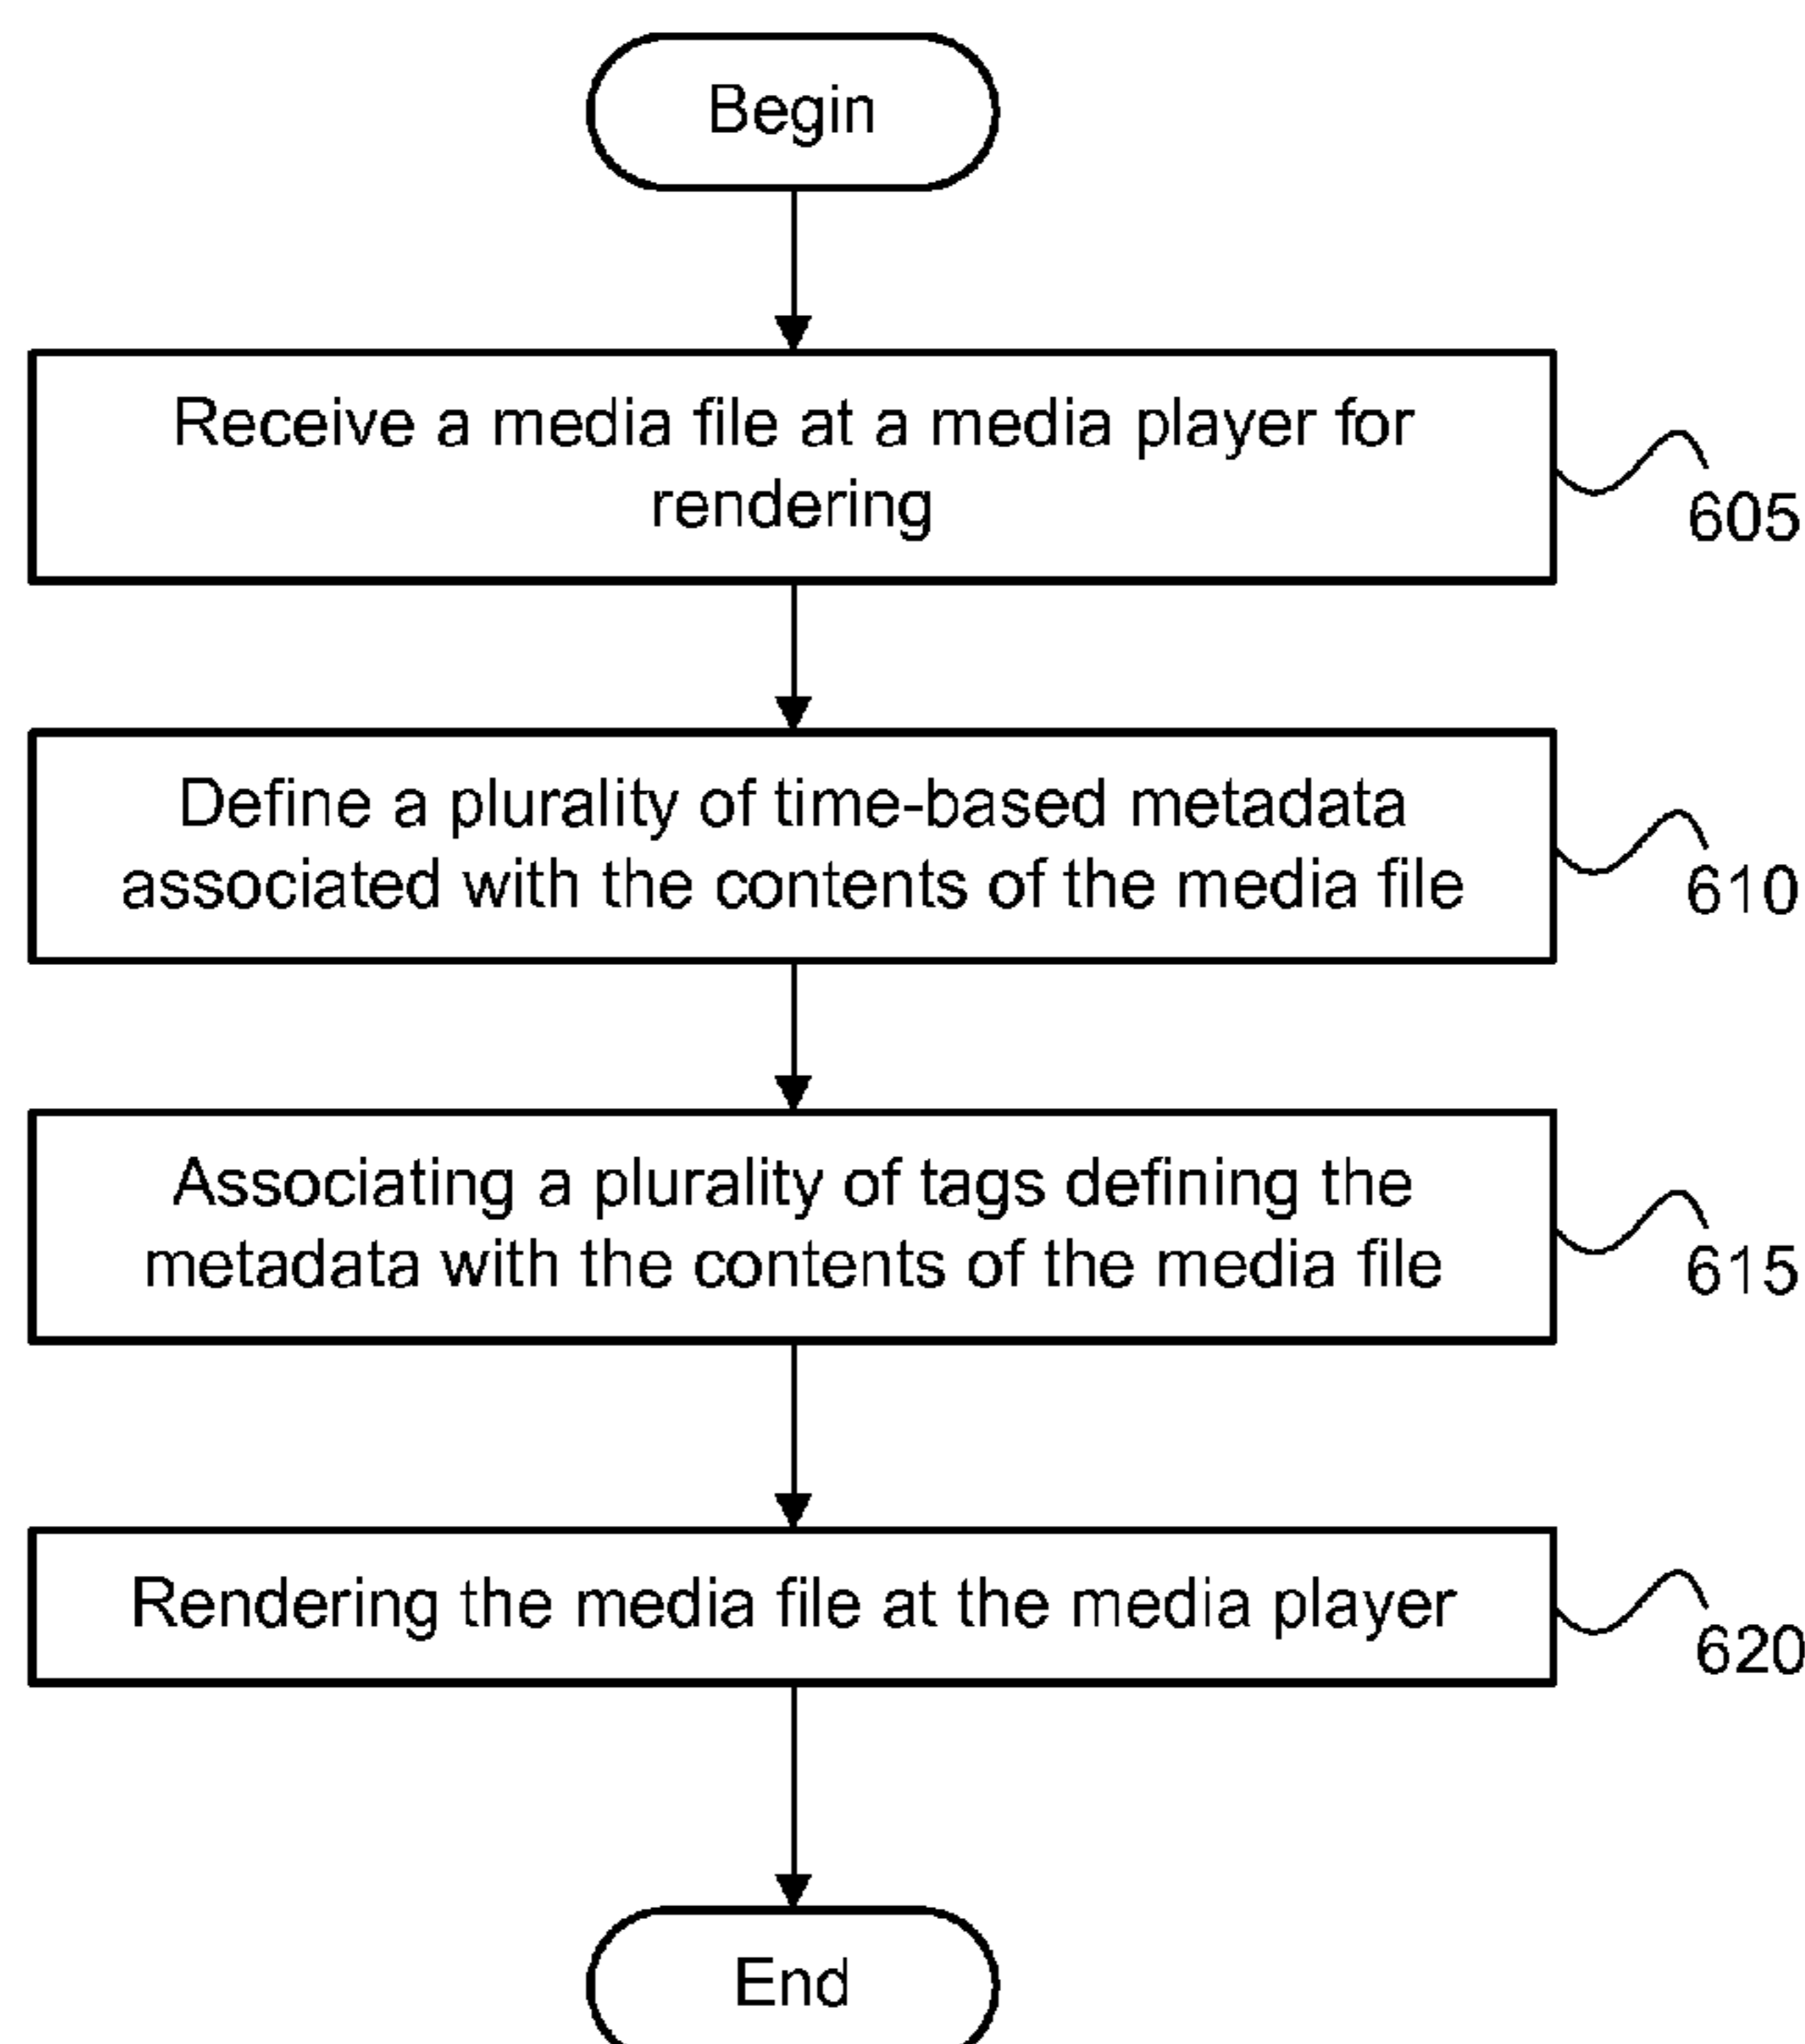 Begin
Receive a media file at a media player for
rendering
605
Define a plurality of time-based metadata
associated with the contents of the media file
610
Associating a plurality of tags defining the
metadata with the contents of the media file
615
Rendering the media file at the media player
620
End